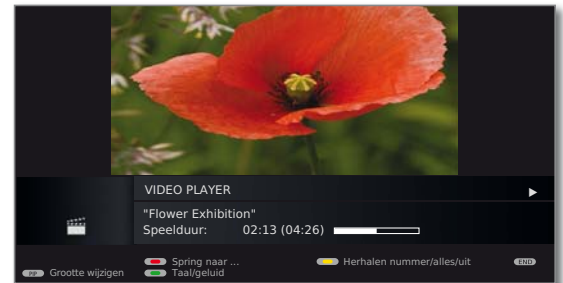 VIDEO PLAYER
"Flower Exhibition"
Speelduur: 02:13 (04:26)
Spring naar ... Herhalen nummer/alles/uit END
PIP Grootte wijzigen Taal/geluid